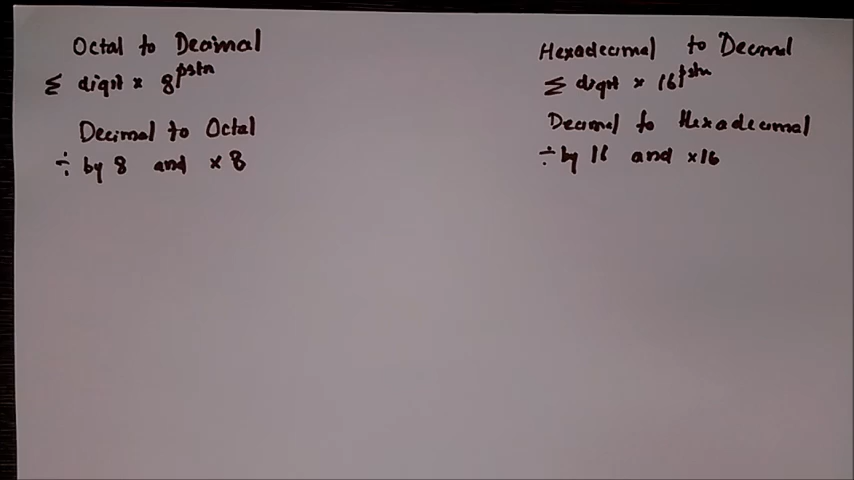 Octal to Decimal
Σ digit × 8^pstn
Decimal to Octal
÷ by 8 and × 8
Hexadecimal to Decimal
Σ digit × 16^pstn
Decimal to Hexadecimal
÷ by 16 and ×16